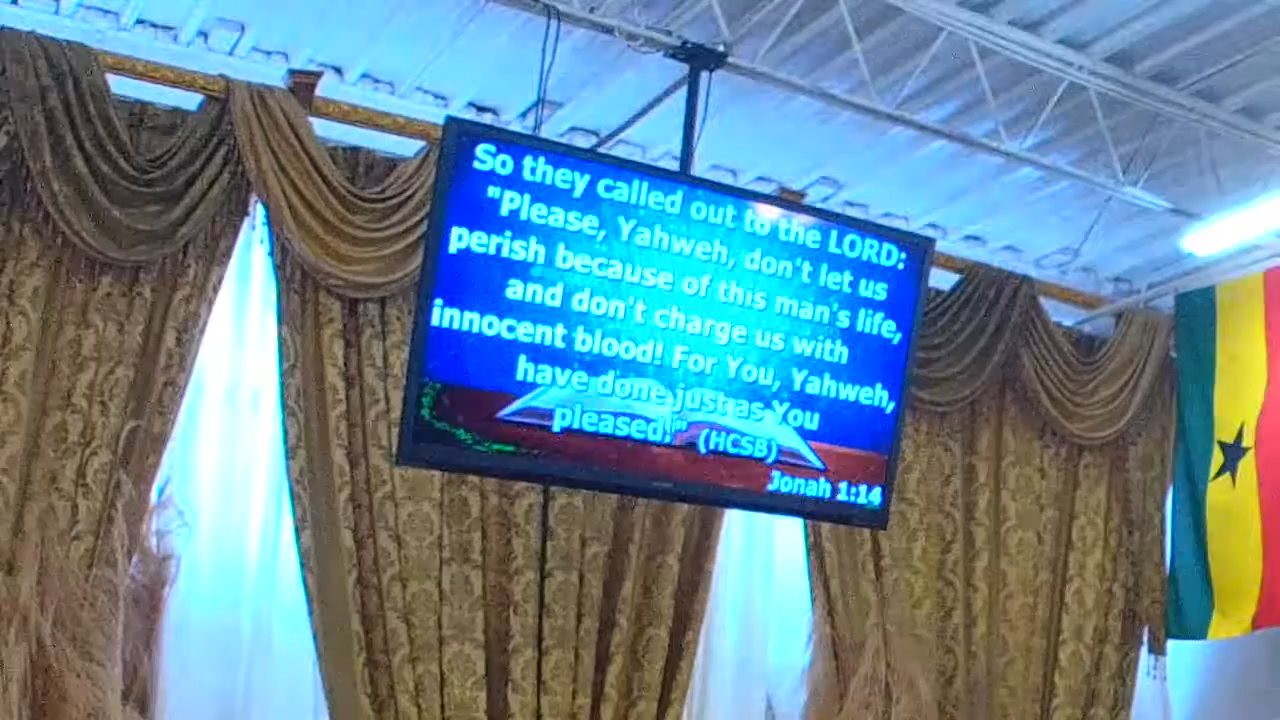 So they called out to the LORD:
"Please, Yahweh, don't let us
perish because of this man's life,
and don't charge us with
innocent blood! For You, Yahweh,
have done just as You
pleased!" (HCSB)
Jonah 1:14